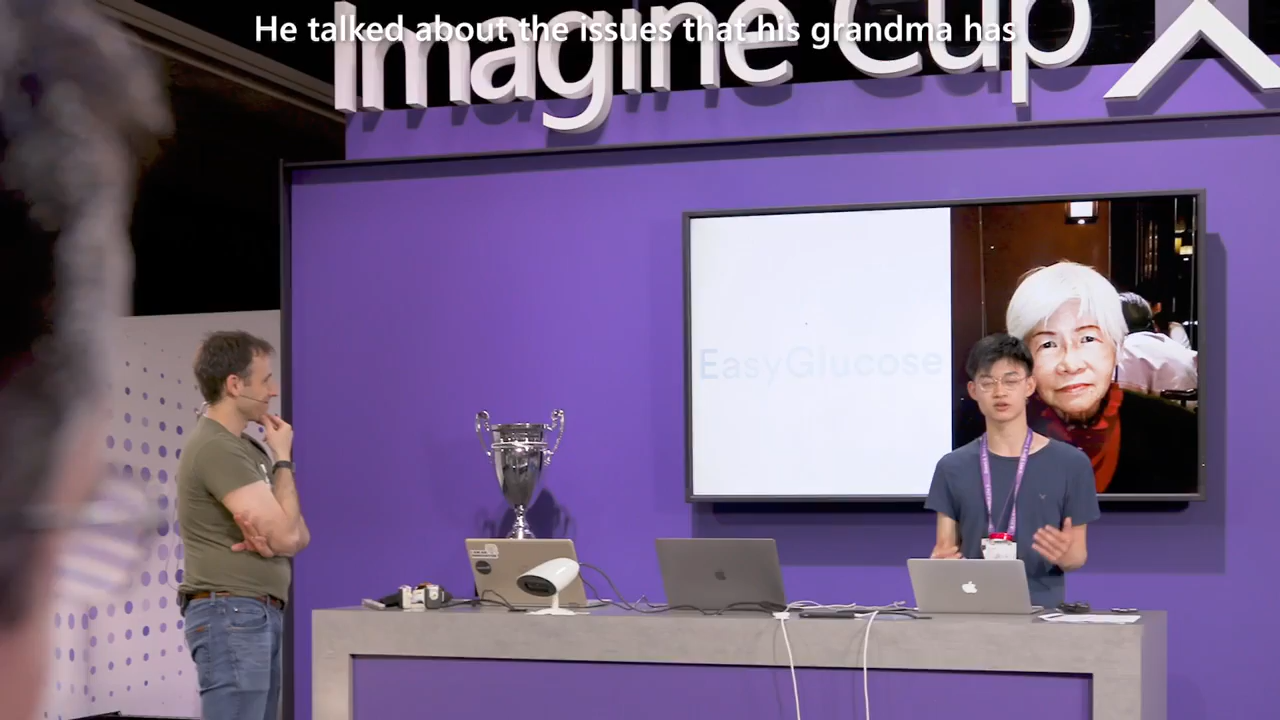 He talked about the issues that his grandma has
Imagine Cup
EasyGlucose